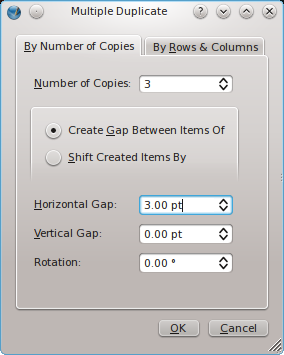 Multiple Duplicate
By Number of Copies By Rows & Columns
Number of Copies: 3
Create Gap Between Items Of
Shift Created Items By
Horizontal Gap: 3.00 pt
Vertical Gap: 0.00 pt
Rotation: 0.00 °
OK Cancel